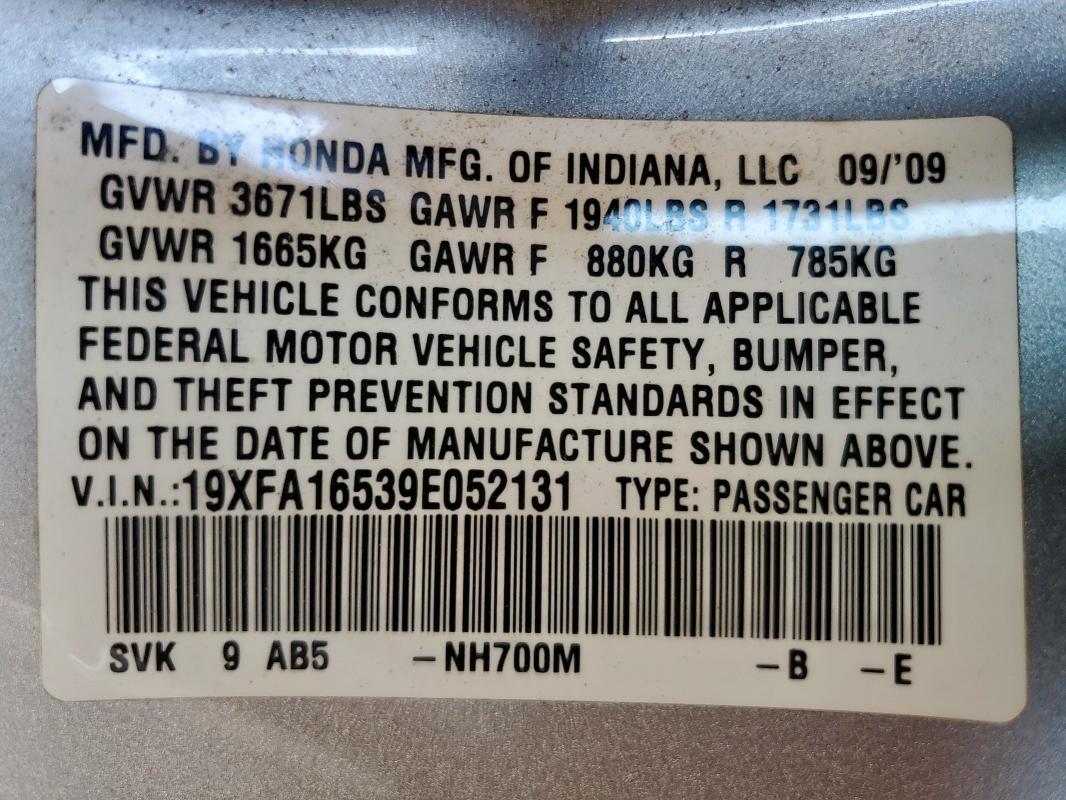 MFD. BY HONDA MFG. OF INDIANA, LLC 09/'09
GVWR 3671LBS GAWR F 1940LBS R 1731LBS
GVWR 1665KG GAWR F 880KG R 785KG
THIS VEHICLE CONFORMS TO ALL APPLICABLE
FEDERAL MOTOR VEHICLE SAFETY, BUMPER,
AND THEFT PREVENTION STANDARDS IN EFFECT
ON THE DATE OF MANUFACTURE SHOWN ABOVE.
V.I.N.:19XFA16539E052131 TYPE: PASSENGER CAR
SVK 9 AB5 -NH700M -B -E